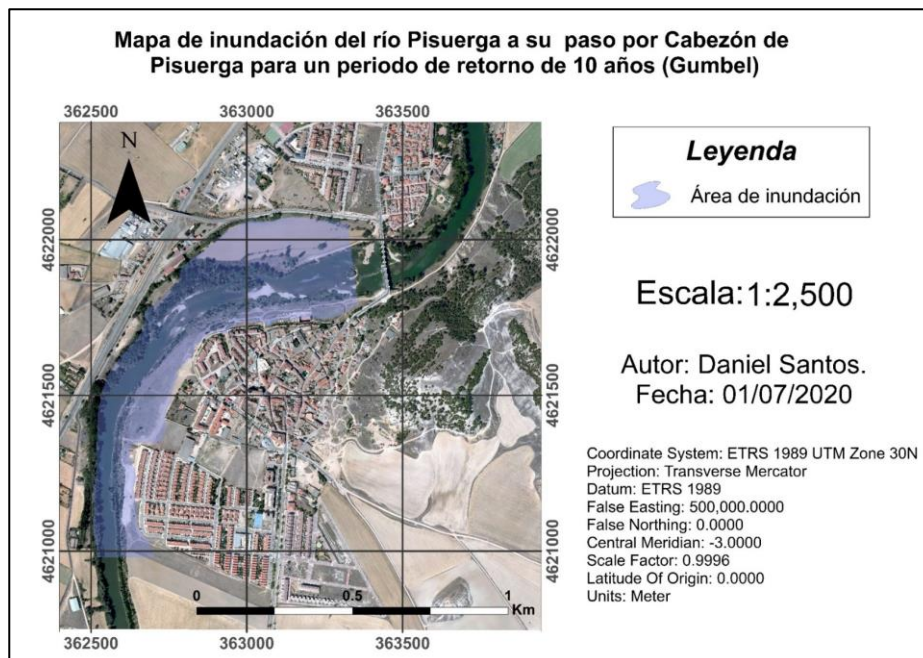 Mapa de inundación del río Pisuerga a su paso por Cabezón de
Pisuerga para un periodo de retorno de 10 años (Gumbel)
362500
363000
363500
N
4622000
4621500
4621000
4622000
4621500
4621000
0
0.5
1
Km
362500
363000
363500
Leyenda
Área de inundación
Escala:1:2,500
Autor: Daniel Santos.
Fecha: 01/07/2020
Coordinate System: ETRS 1989 UTM Zone 30N
Projection: Transverse Mercator
Datum: ETRS 1989
False Easting: 500,000.0000
False Northing: 0.0000
Central Meridian: -3.0000
Scale Factor: 0.9996
Latitude Of Origin: 0.0000
Units: Meter